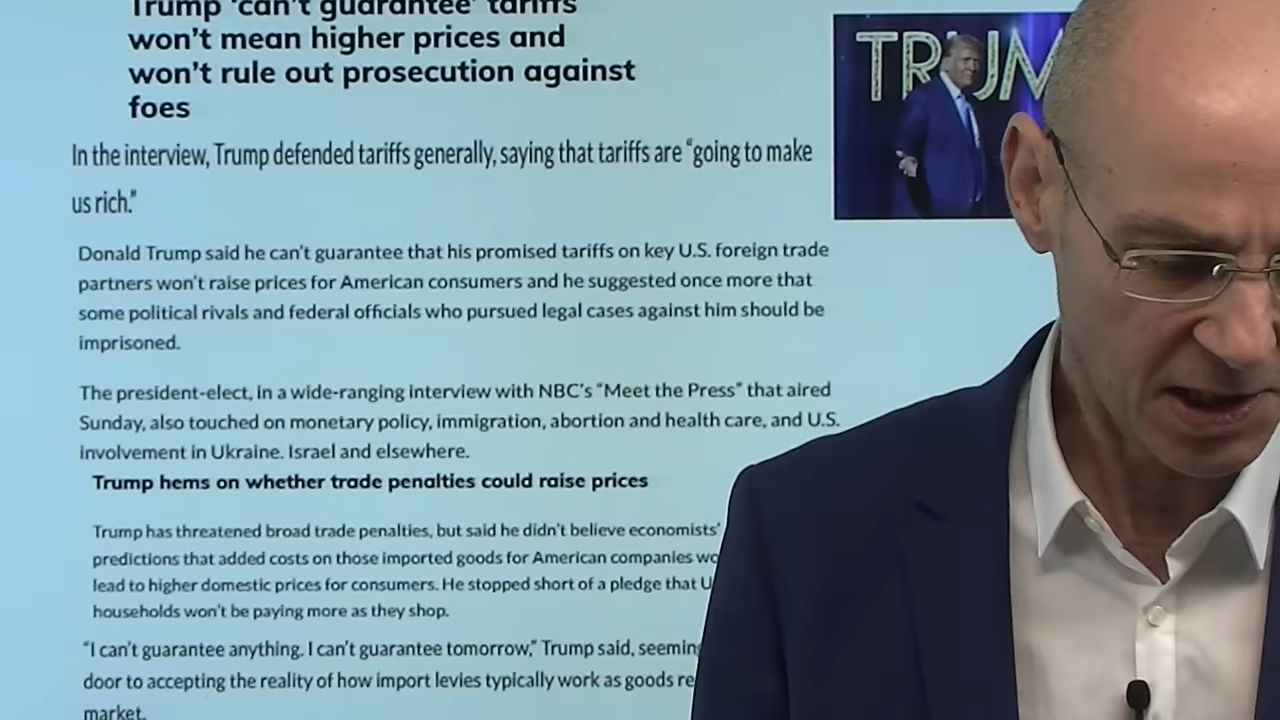 Trump ‘can’t guarantee’ tariffs
won’t mean higher prices and
won’t rule out prosecution against
foes
TRUM
In the interview, Trump defended tariffs generally, saying that tariffs are “going to make
us rich.”
Donald Trump said he can’t guarantee that his promised tariffs on key U.S. foreign trade
partners won’t raise prices for American consumers and he suggested once more that
some political rivals and federal officials who pursued legal cases against him should be
imprisoned.
The president-elect, in a wide-ranging interview with NBC’s “Meet the Press” that aired
Sunday, also touched on monetary policy, immigration, abortion and health care, and U.S.
involvement in Ukraine. Israel and elsewhere.
Trump hems on whether trade penalties could raise prices
Trump has threatened broad trade penalties, but said he didn’t believe economists’
predictions that added costs on those imported goods for American companies
lead to higher domestic prices for consumers. He stopped short of a pledge that
households won’t be paying more as they shop.
“I can’t guarantee anything. I can’t guarantee tomorrow,” Trump said,
door to accepting the reality of how import levies typically work as goods
market.